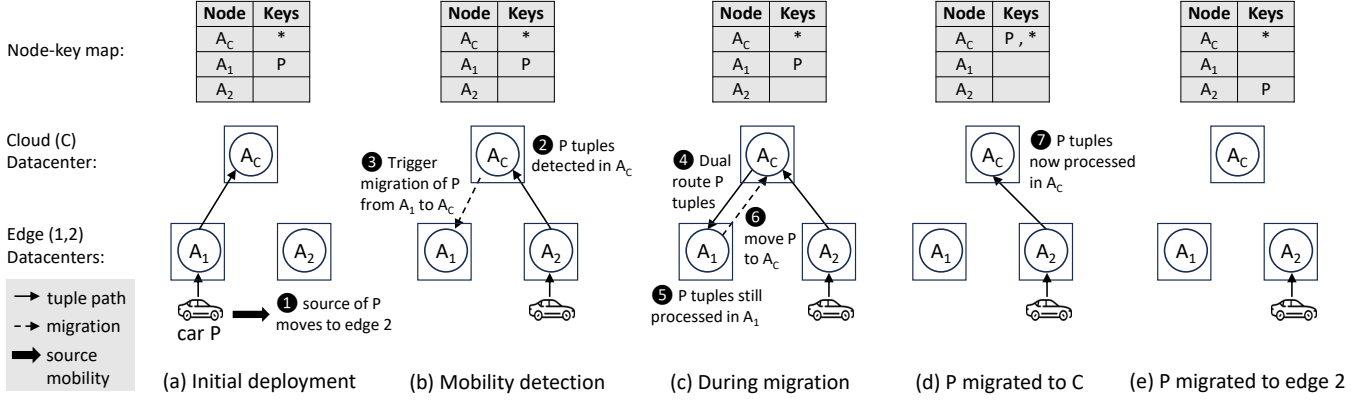 Node-key map:
Node Keys
A_C *
A_1 P
A_2
Node Keys
A_C *
A_1 P
A_2
Node Keys
A_C *
A_1 P
A_2
Node Keys
A_C P , *
A_1
A_2
Node Keys
A_C *
A_1
A_2 P
Cloud (C)
Datacenter:
Edge (1,2)
Datacenters:
tuple path
migration
source
mobility
A_C
A_1
A_2
car P
1 source of P
moves to edge 2
(a) Initial deployment
A_C
2 P tuples
detected in A_C
3 Trigger
migration of P
from A_1 to A_C
A_1
A_2
(b) Mobility detection
A_C
4 Dual
route P
tuples
6
move P
to A_C
A_1
A_2
5 P tuples still
processed in A_1
(c) During migration
A_C
7 P tuples
now processed
in A_C
A_1
A_2
(d) P migrated to C
A_C
A_1
A_2
(e) P migrated to edge 2